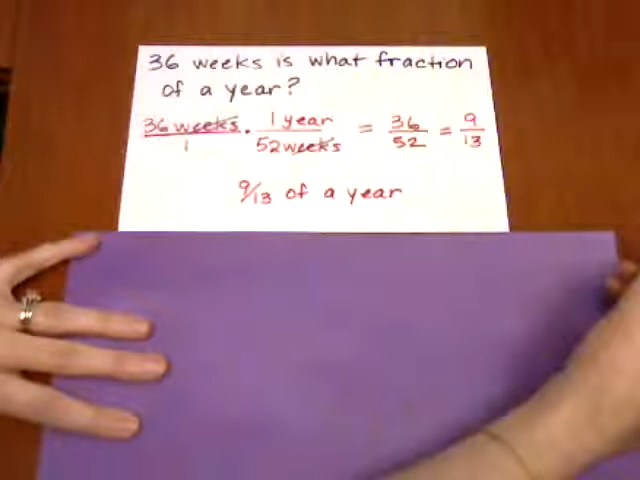 36 weeks is what fraction
of a year?
36 weeks/1 · 1 year/52 weeks = 36/52 = 9/13
9/13 of a year